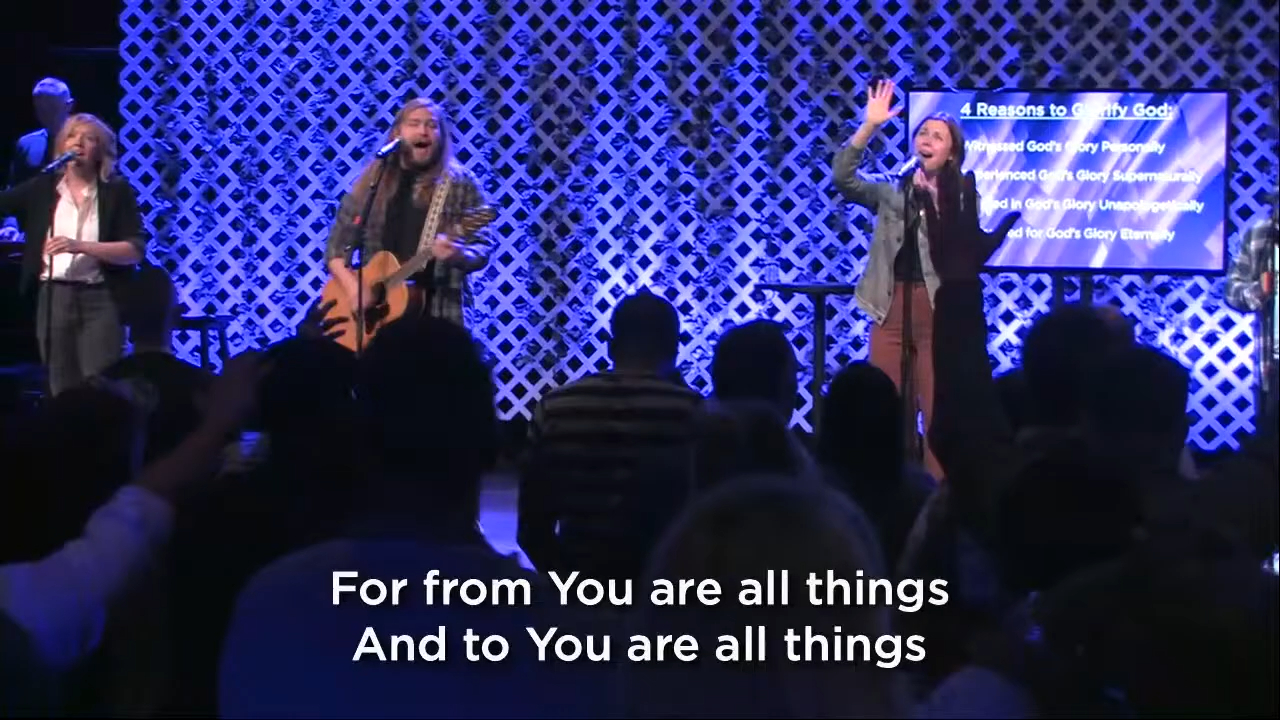 4 Reasons to Glorify God:
Witnessed God's Glory Personally
God's Glory Supernaturally
in God's Glory Unapologetically
for God's Glory Eternally
For from You are all things
And to You are all things